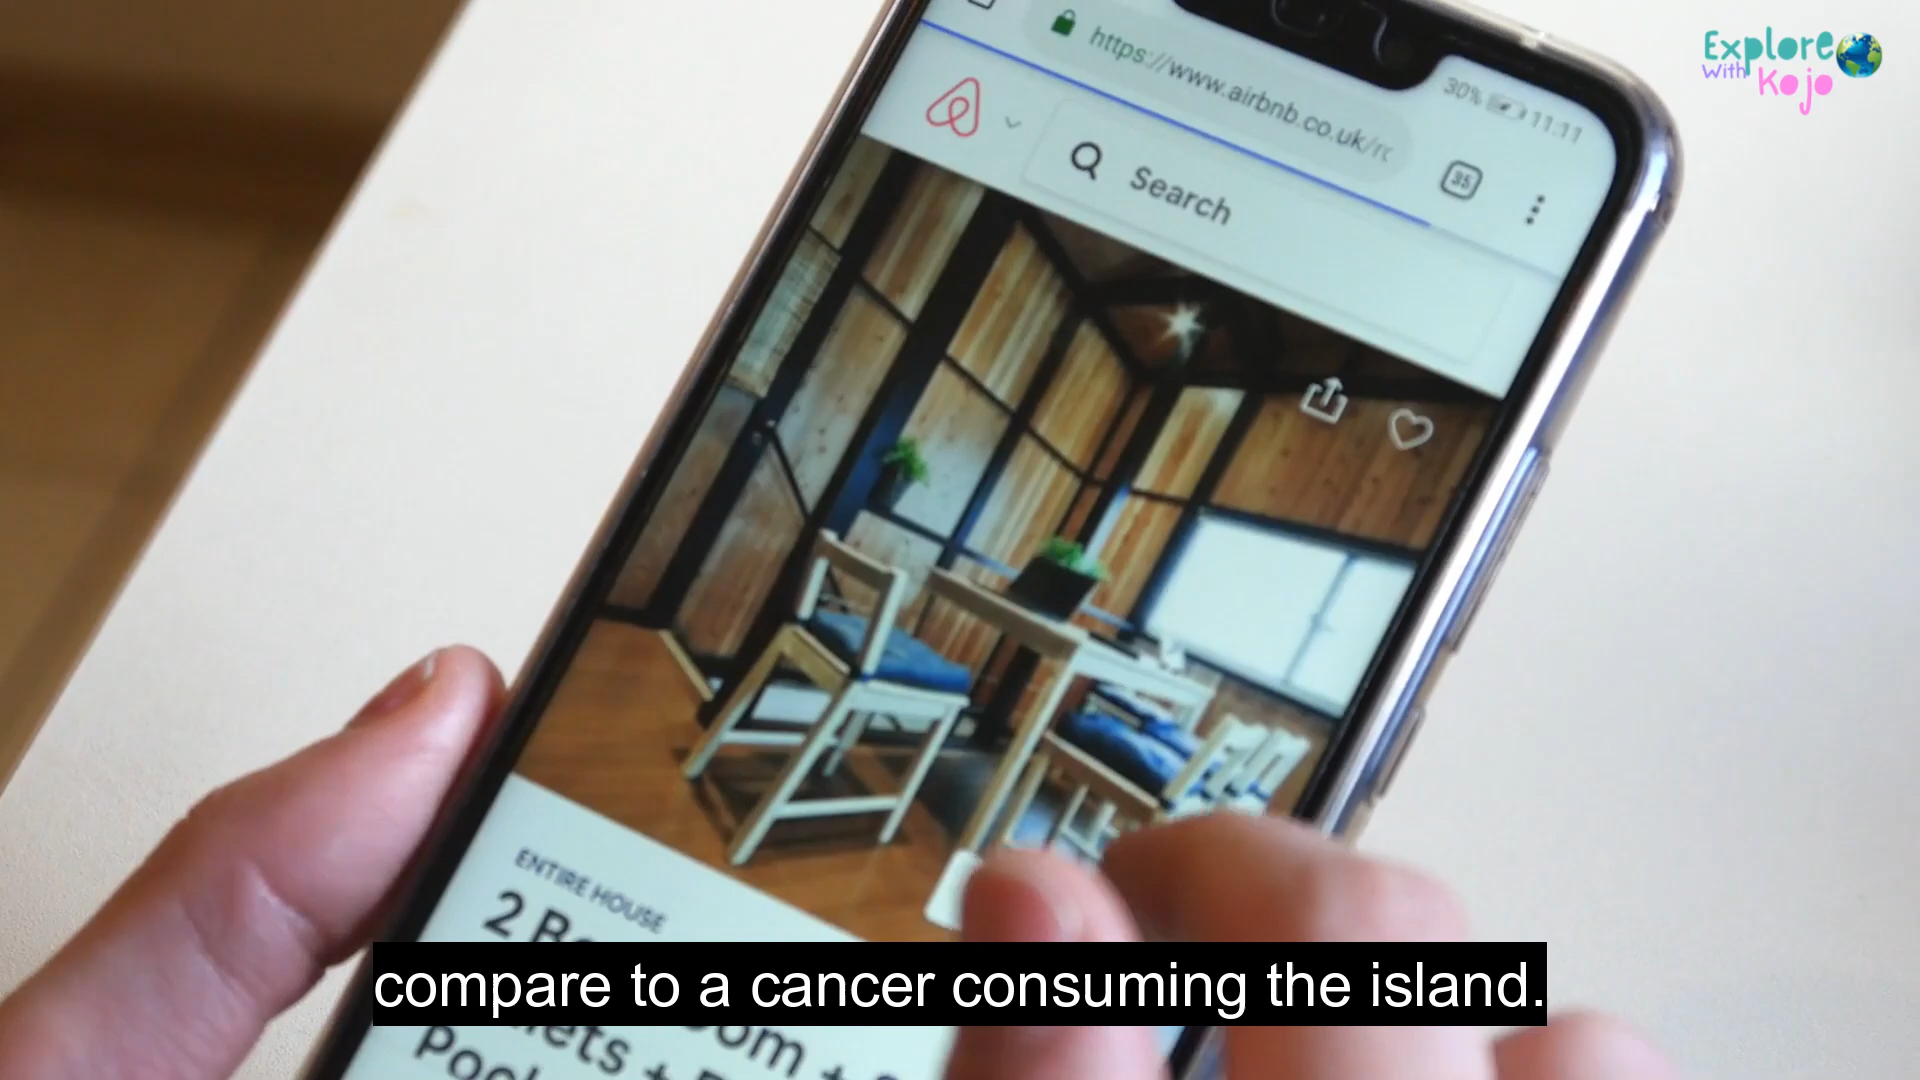 Explore
With Kojo
30% 11:11
https://www.airbnb.co.uk/
35
Search
ENTIRE HOUSE
2
compare to a cancer consuming the island.
+